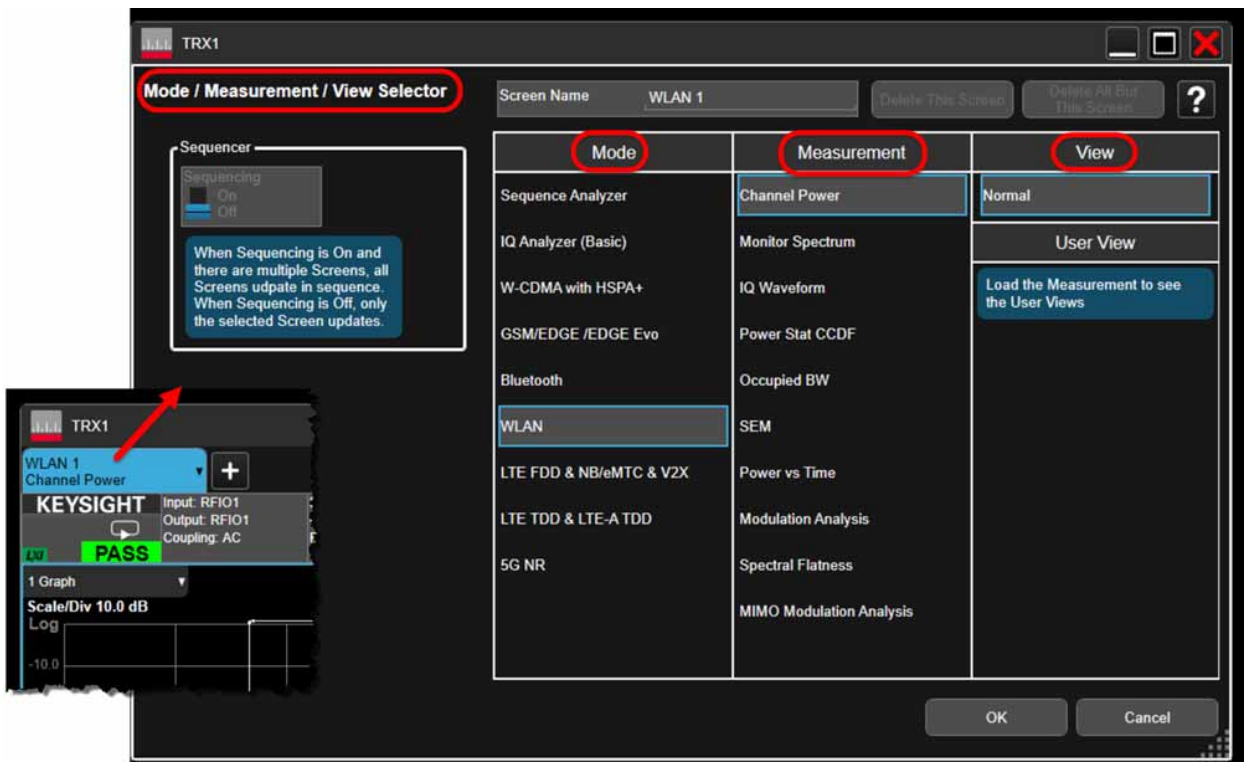 TRX1
Mode / Measurement / View Selector
Screen Name WLAN 1
Delete This Screen
Delete All But
This Screen
?
Sequencer
Sequencing
On
Off
When Sequencing is On and
there are multiple Screens, all
Screens udpate in sequence.
When Sequencing is Off, only
the selected Screen updates.
Mode
Sequence Analyzer
IQ Analyzer (Basic)
W-CDMA with HSPA+
GSM/EDGE /EDGE Evo
Bluetooth
WLAN
LTE FDD & NB/eMTC & V2X
LTE TDD & LTE-A TDD
5G NR
Measurement
Channel Power
Monitor Spectrum
IQ Waveform
Power Stat CCDF
Occupied BW
SEM
Power vs Time
Modulation Analysis
Spectral Flatness
MIMO Modulation Analysis
View
Normal
User View
Load the Measurement to see
the User Views
OK
Cancel
TRX1
WLAN 1
Channel Power
+
KEYSIGHT
Input: RFIO1
Output: RFIO1
Coupling: AC
LXI
PASS
1 Graph
Scale/Div 10.0 dB
Log
-10.0